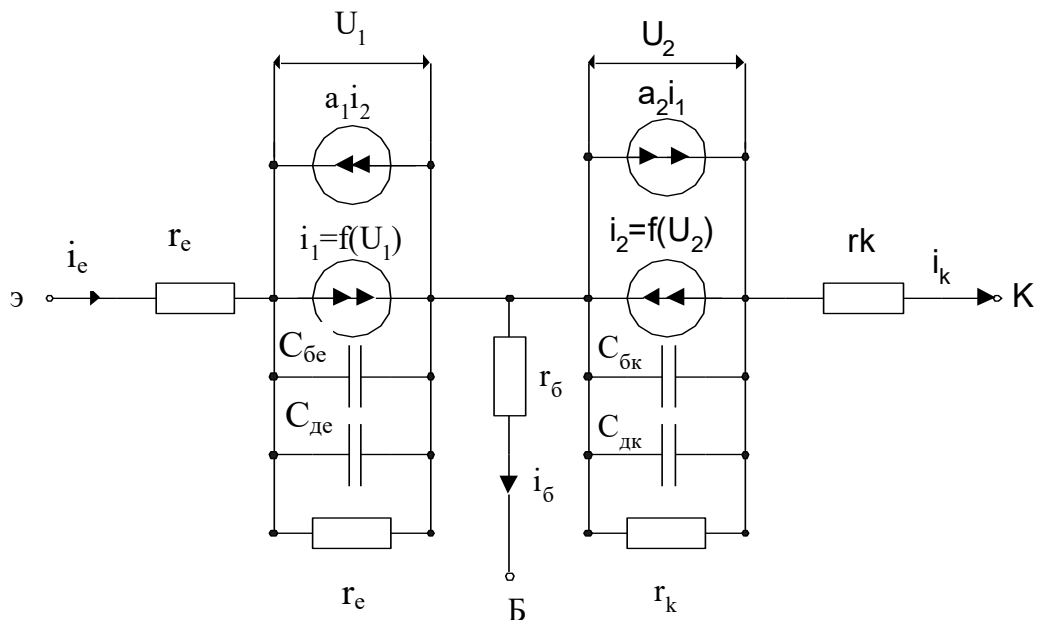 U₁ U₂
a₁i₂ a₂i₁
i₁=f(U₁) i₂=f(U₂)
э iₑ rₑ rk iₖ K
Cбе Cбк
rб
Cде Cдк
iб
rₑ rₖ
Б